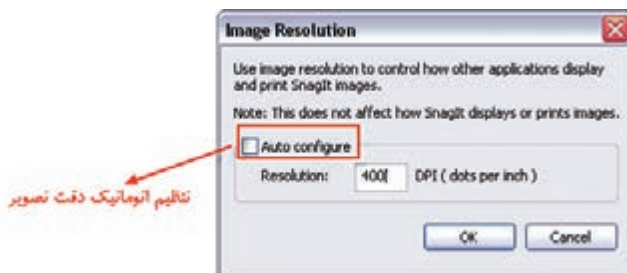 Image Resolution
Use image resolution to control how other applications display
and print SnagIt images.
Note: This does not affect how SnagIt displays or prints images.
Auto configure
Resolution: 400 DPI ( dots per inch )
OK Cancel
تنظیم اتوماتیک دقت تصویر